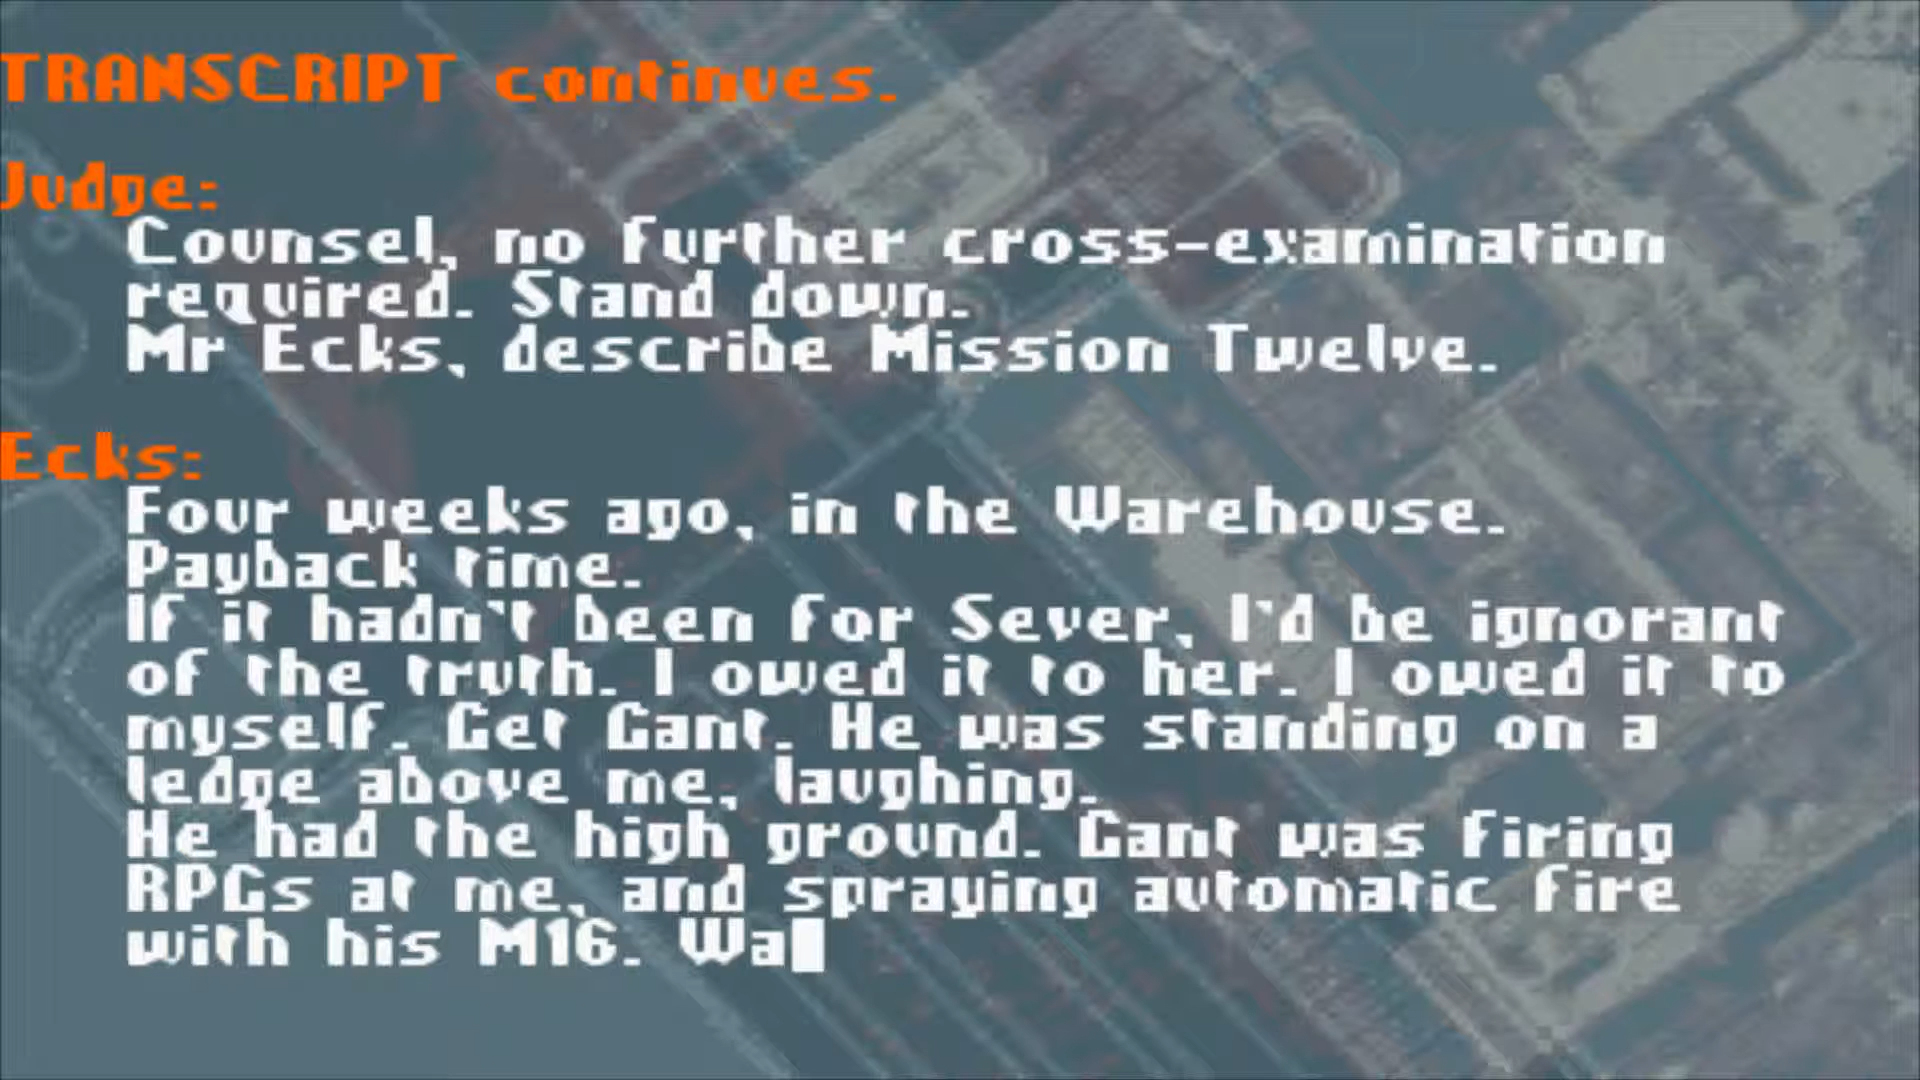 TRANSCRIPT continues.
Judge:
Counsel, no further cross-examination
required. Stand down.
Mr Ecks, describe Mission Twelve.
Ecks:
Four weeks ago, in the Warehouse.
Payback time.
If it hadn't been for Sever, I'd be ignorant
of the truth. I owed it to her. I owed it to
myself. Get Gant. He was standing on a
ledge above me, laughing.
He had the high ground. Gant was firing
RPGs at me, and spraying automatic fire
with his M16. Wa